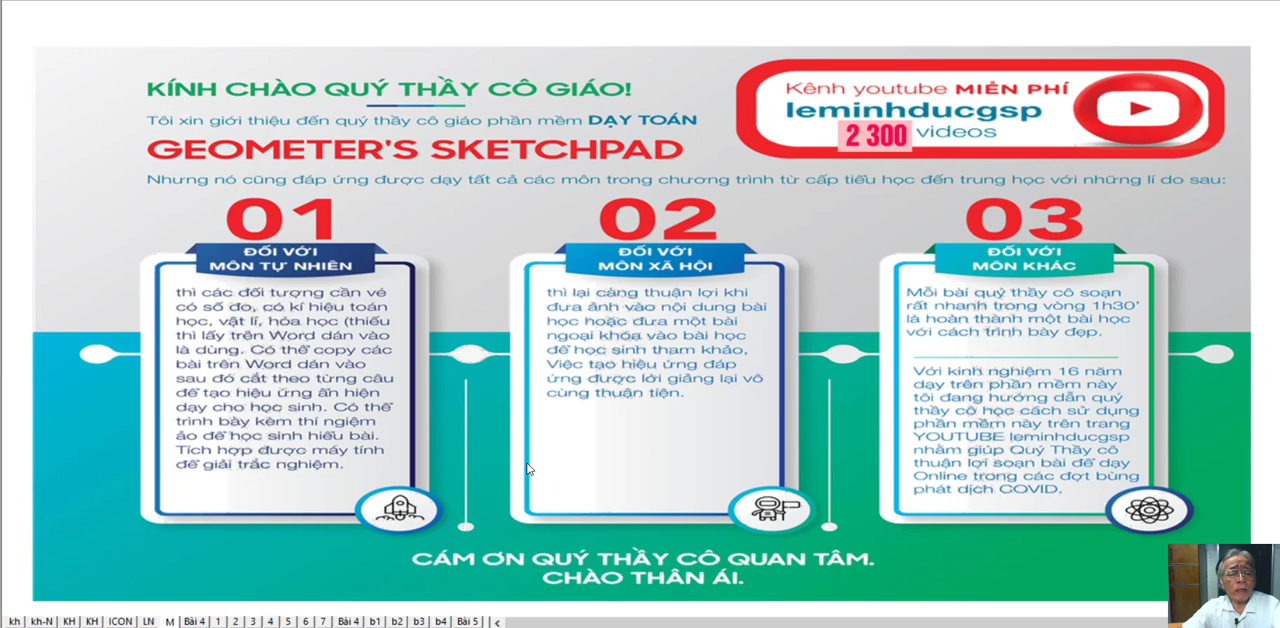 KÍNH CHÀO QUÝ THẦY CÔ GIÁO!
Tôi xin giới thiệu đến quý thầy cô giáo phần mềm DẠY TOÁN
GEOMETER'S SKETCHPAD
Kênh youtube MIỄN PHÍ
leminhducgsp
2 300 videos
Nhưng nó cũng đáp ứng được dạy tất cả các môn trong chương trình từ cấp tiểu học đến trung học với những lí do sau:
01
ĐỐI VỚI
MÔN TỰ NHIÊN
thì các đối tượng cần vẽ
có số đo, có kí hiệu toán
học, vật lí, hóa học (thiếu
thì lấy trên Word dán vào
là dùng. Có thể copy các
bài trên Word dán vào
sau đó cắt theo từng câu
để tạo hiệu ứng ẩn hiện
dạy cho học sinh. Có thể
trình bày kèm thí ngiệm
ảo để học sinh hiểu bài.
Tích hợp được máy tính
để giải trắc nghiệm.
02
ĐỐI VỚI
MÔN XÃ HỘI
thì lại càng thuận lợi khi
đưa ảnh vào nội dung bài
học hoặc đưa một bài
ngoại khóa vào bài học
để học sinh tham khảo,
Việc tạo hiệu ứng đáp
ứng được lời giảng lại vô
cùng thuận tiện.
03
ĐỐI VỚI
MÔN KHÁC
Mỗi bài quý thầy cô soạn
rất nhanh trong vòng 1h30'
là hoàn thành một bài học
với cách trình bày đẹp.
Với kinh nghiệm 16 năm
dạy trên phần mềm này
tôi đang hướng dẫn quý
thầy cô học cách sử dụng
phần mềm này trên trang
YOUTUBE leminhducgsp
nhằm giúp Quý Thầy cô
thuận lợi soạn bài để dạy
Online trong các đợt bùng
phát dịch COVID.
CÁM ƠN QUÝ THẦY CÔ QUAN TÂM.
CHÀO THÂN ÁI.
kh | kh-N | KH | KH | ICON | LN | M | Bài 4 | 1 | 2 | 3 | 4 | 5 | 6 | 7 | Bài 4 | b1 | b2 | b3 | b4 | Bài 5 |